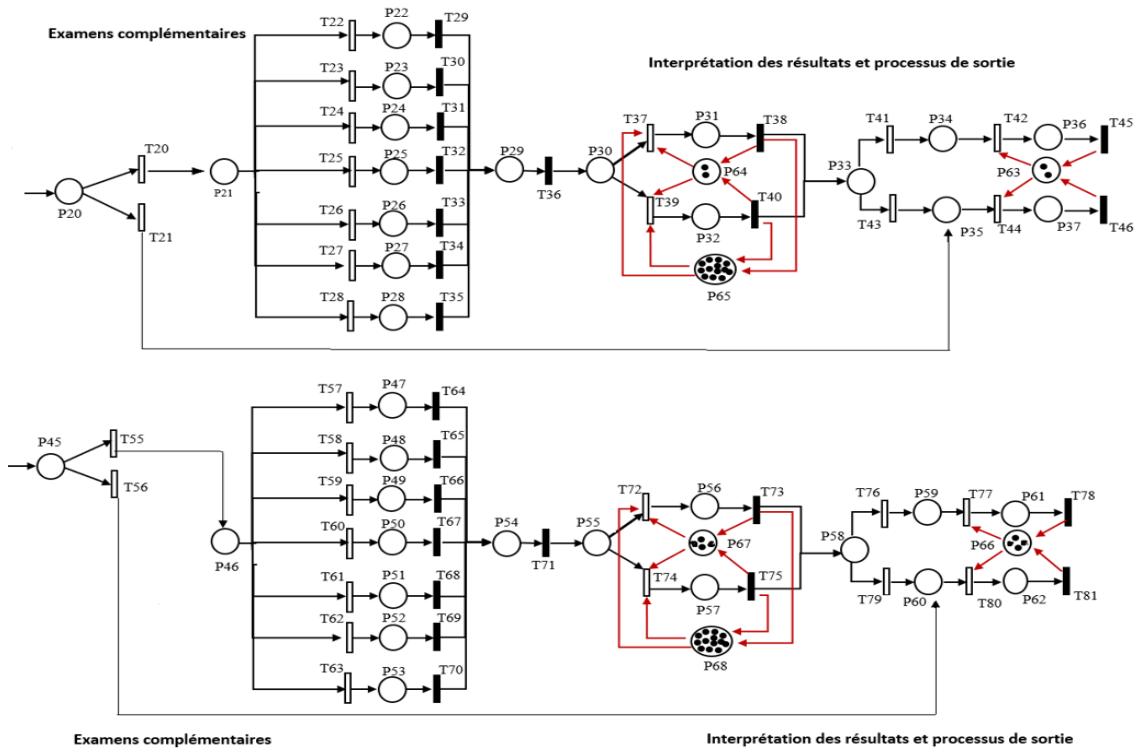 Examens complémentaires
Interprétation des résultats et processus de sortie
T22 P22 T29
T23 P23 T30
T24 P24 T31
T37 P31 T38
T41 P34 T42 P36 T45
T20 T25 P25 T32 P29 P30 P64 P33 P63
P20 P21 T36 T39 T40
T26 P26 T33 P32 T43 P35 T44 P37 T46
T21 T27 P27 T34
P65
T28 P28 T35
T57 P47 T64
P45 T55 T58 P48 T65
T56 T59 P49 T66 T72 P56 T73 T76 P59 T77 P61 T78
T60 P50 T67 P54 P55 P67 P58 P66
P46 T71
T61 P51 T68 T74 P57 T75 T79 P60 T80 P62 T81
T62 P52 T69
T63 P53 T70 P68
Examens complémentaires
Interprétation des résultats et processus de sortie